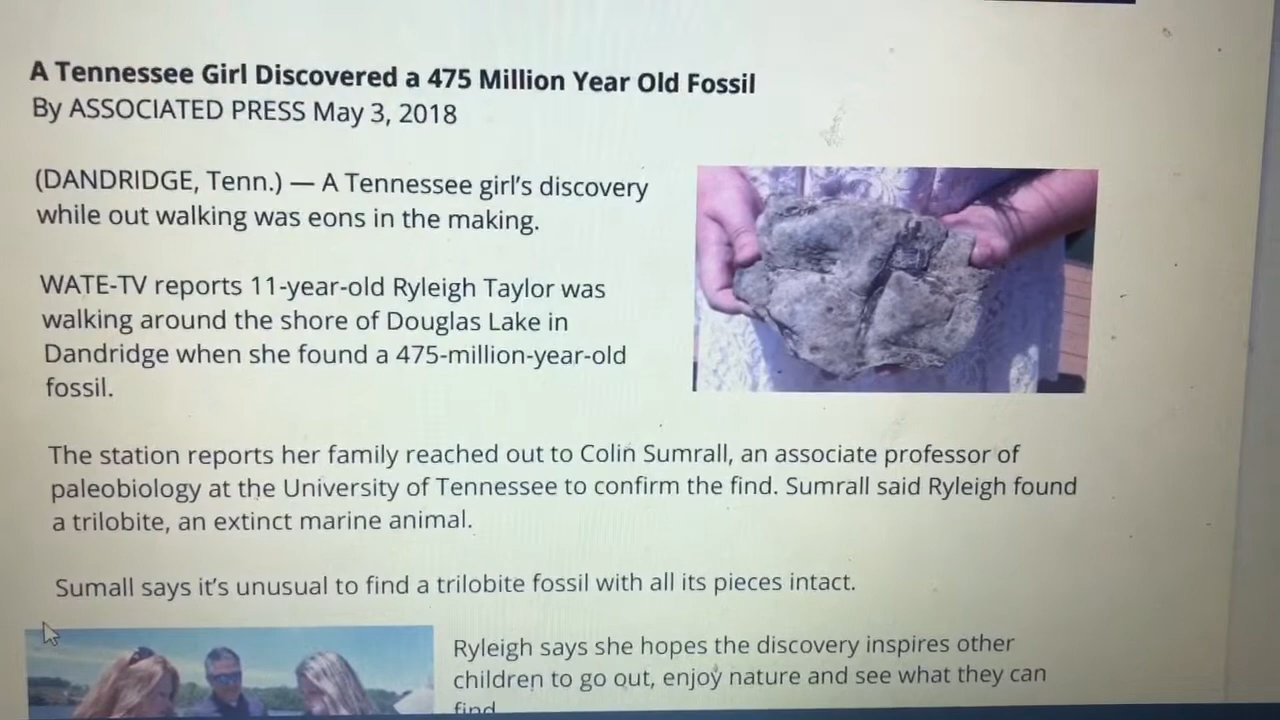 A Tennessee Girl Discovered a 475 Million Year Old Fossil
By ASSOCIATED PRESS May 3, 2018
(DANDRIDGE, Tenn.) — A Tennessee girl's discovery
while out walking was eons in the making.
WATE-TV reports 11-year-old Ryleigh Taylor was
walking around the shore of Douglas Lake in
Dandridge when she found a 475-million-year-old
fossil.
The station reports her family reached out to Colin Sumrall, an associate professor of
paleobiology at the University of Tennessee to confirm the find. Sumrall said Ryleigh found
a trilobite, an extinct marine animal.
Sumall says it's unusual to find a trilobite fossil with all its pieces intact.
Ryleigh says she hopes the discovery inspires other
children to go out, enjoy nature and see what they can
find